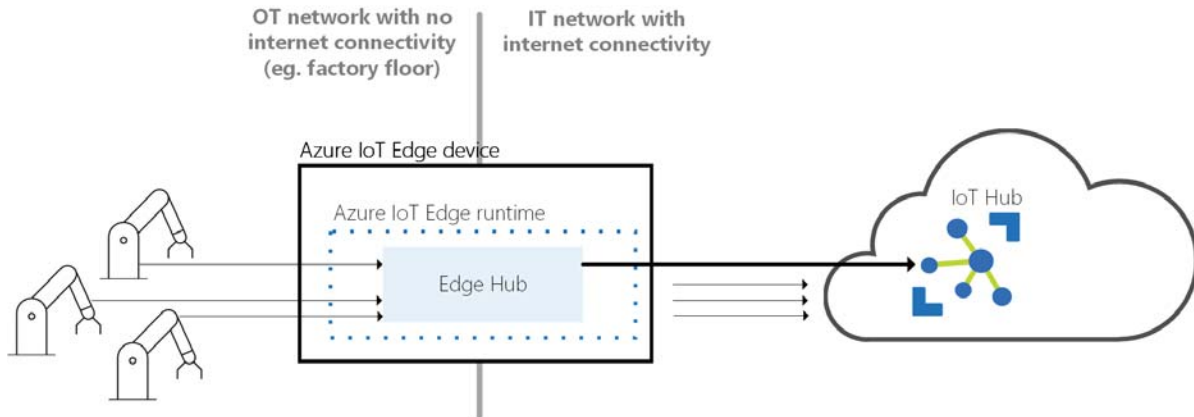 OT network with no
internet connectivity
(eg. factory floor)
IT network with
internet connectivity
Azure IoT Edge device
Azure IoT Edge runtime
Edge Hub
IoT Hub